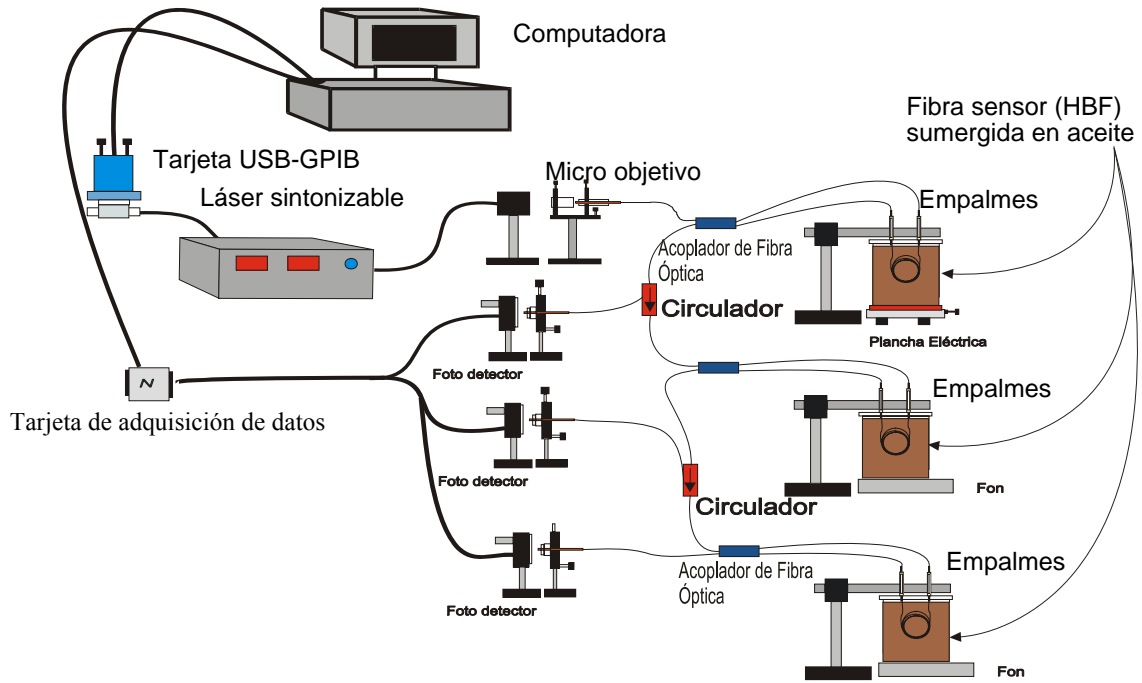 Computadora
Fibra sensor (HBF)
sumergida en aceite
Tarjeta USB-GPIB
Láser sintonizable
Micro objetivo
Empalmes
Acoplador de Fibra
Óptica
Circulador
Plancha Eléctrica
Foto detector
N
Tarjeta de adquisición de datos
Empalmes
Foto detector
Fon
Circulador
Acoplador de Fibra
Óptica
Empalmes
Foto detector
Fon